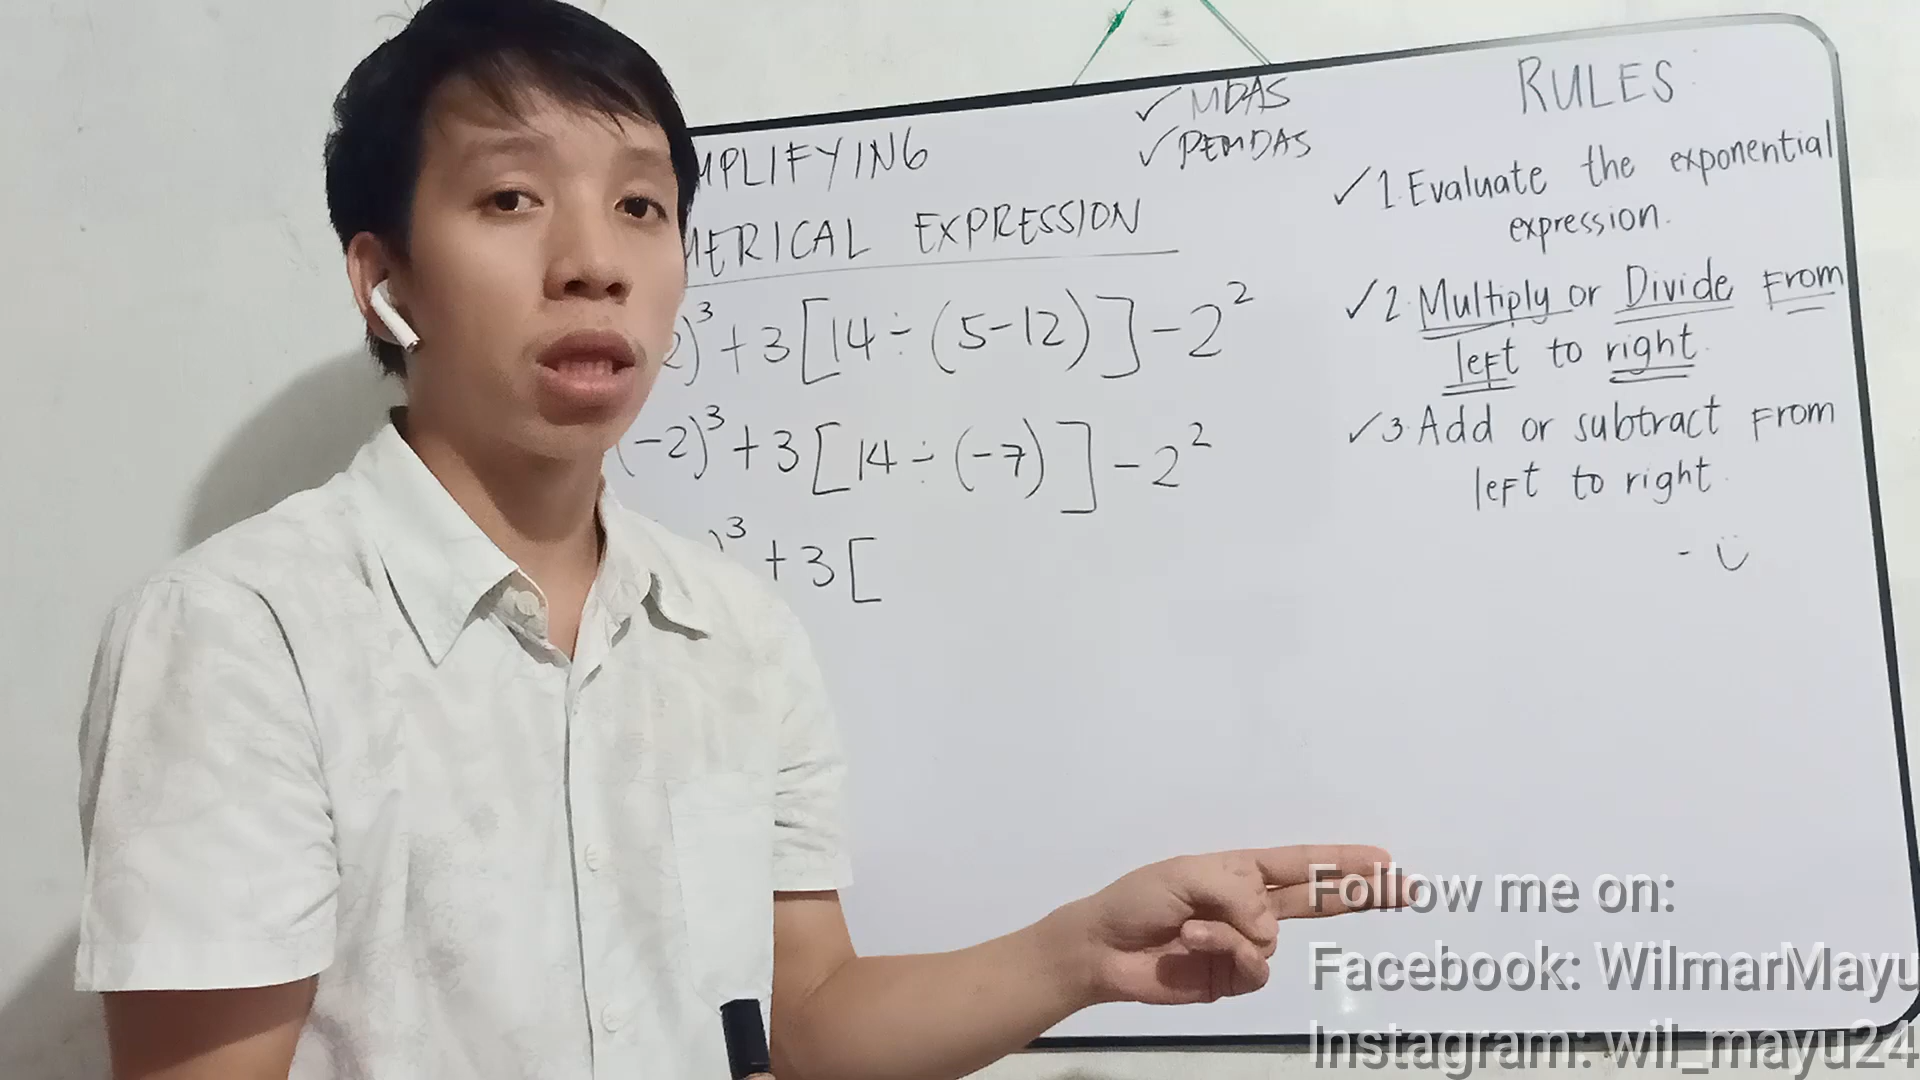 MPLIFYING
MERICAL EXPRESSION
2)³ + 3[14 ÷ (5-12)] - 2²
(-2)³ + 3[14 ÷ (-7)] - 2²
)³ + 3[
✓ MDAS
✓ PEMDAS
RULES
✓ 1. Evaluate the exponential
expression.
✓ 2. Multiply or Divide From
left to right.
✓ 3. Add or subtract From
left to right.
- ü
Follow me on:
Facebook: WilmarMayu
Instagram: wil_mayu24